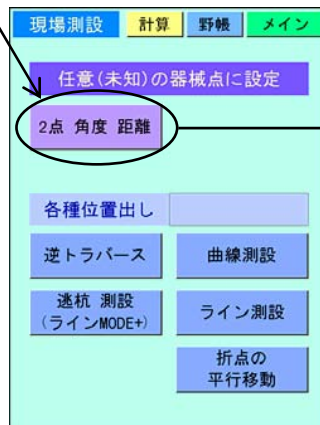 現場測設 計算 野帳 メイン
任意(未知)の器械点に設定
2点 角度 距離
各種位置出し
逆トラバース 曲線測設
逃杭 測設
(ラインMODE+) ライン測設
折点の
平行移動